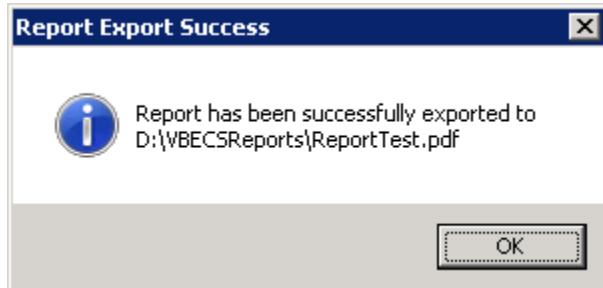 Report Export Success
Report has been successfully exported to
D:\VBECSReports\ReportTest.pdf
OK